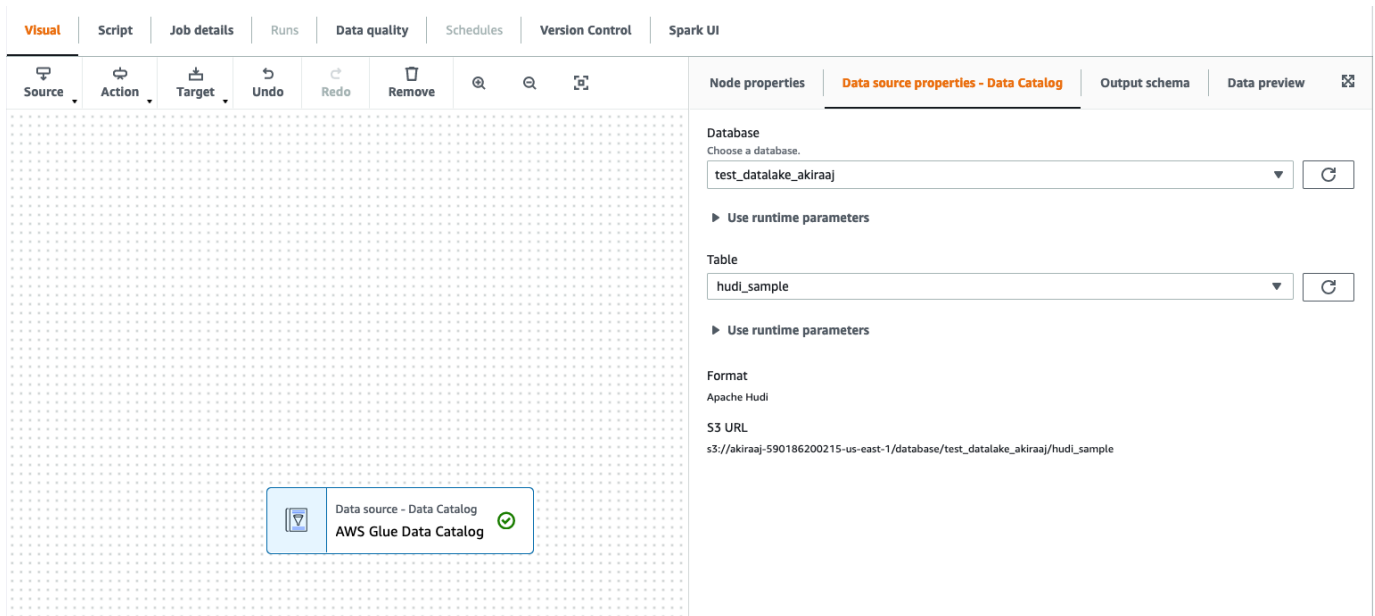 Visual Script Job details Runs Data quality Schedules Version Control Spark UI
Source Action Target Undo Redo Remove
Node properties Data source properties - Data Catalog Output schema Data preview
Database
Choose a database.
test_datalake_akiraaj
Use runtime parameters
Table
hudi_sample
Use runtime parameters
Format
Apache Hudi
S3 URL
s3://akiraaj-590186200215-us-east-1/database/test_datalake_akiraaj/hudi_sample
Data source - Data Catalog
AWS Glue Data Catalog